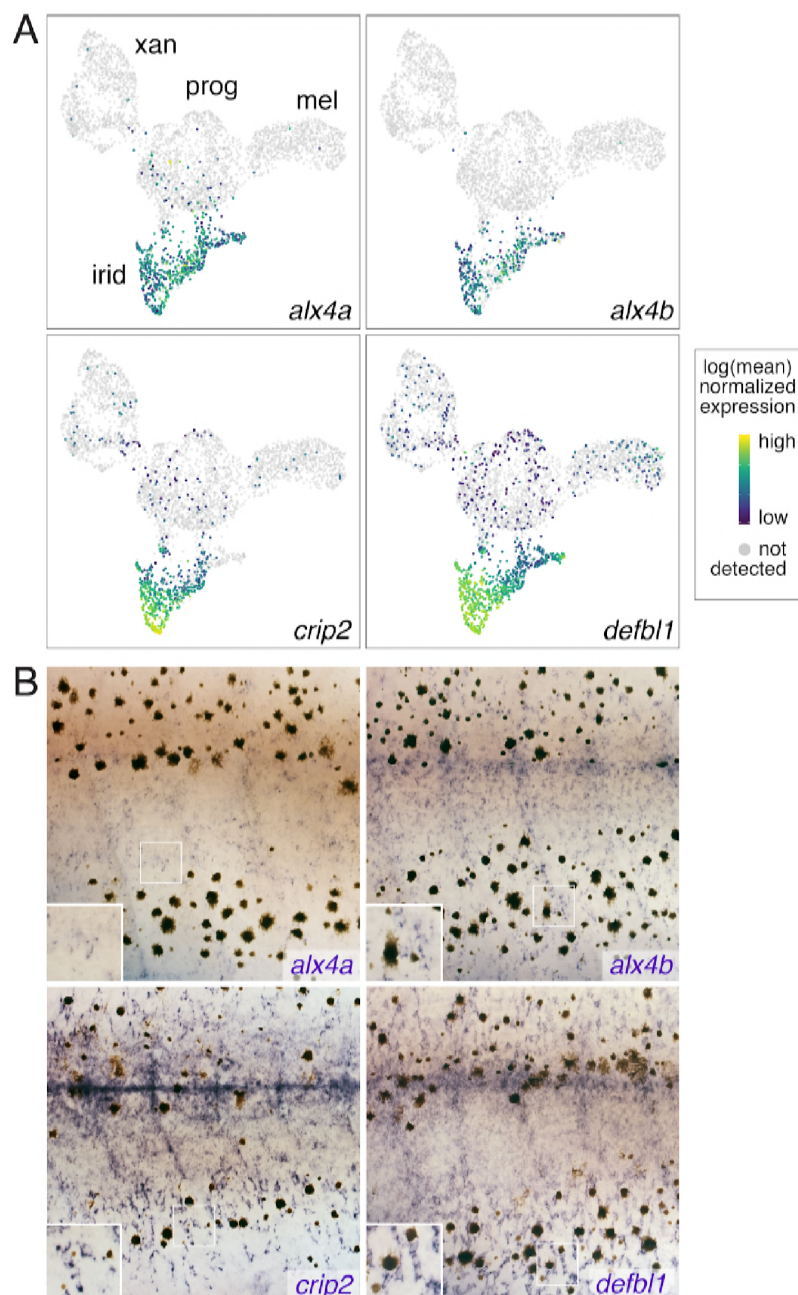 A
xan
prog
mel
irid
alx4a
alx4b
crip2
defbl1
log(mean)
normalized
expression
high
low
not
detected
B
alx4a
alx4b
crip2
defbl1